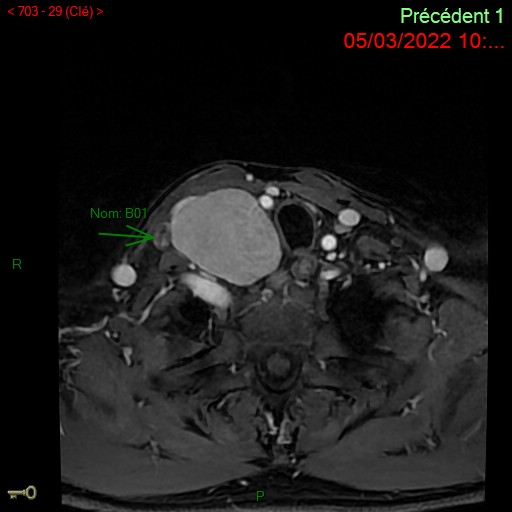 < 703 - 29 (Clé) >
Précédent 1
05/03/2022 10:...
Nom: B01
R
P